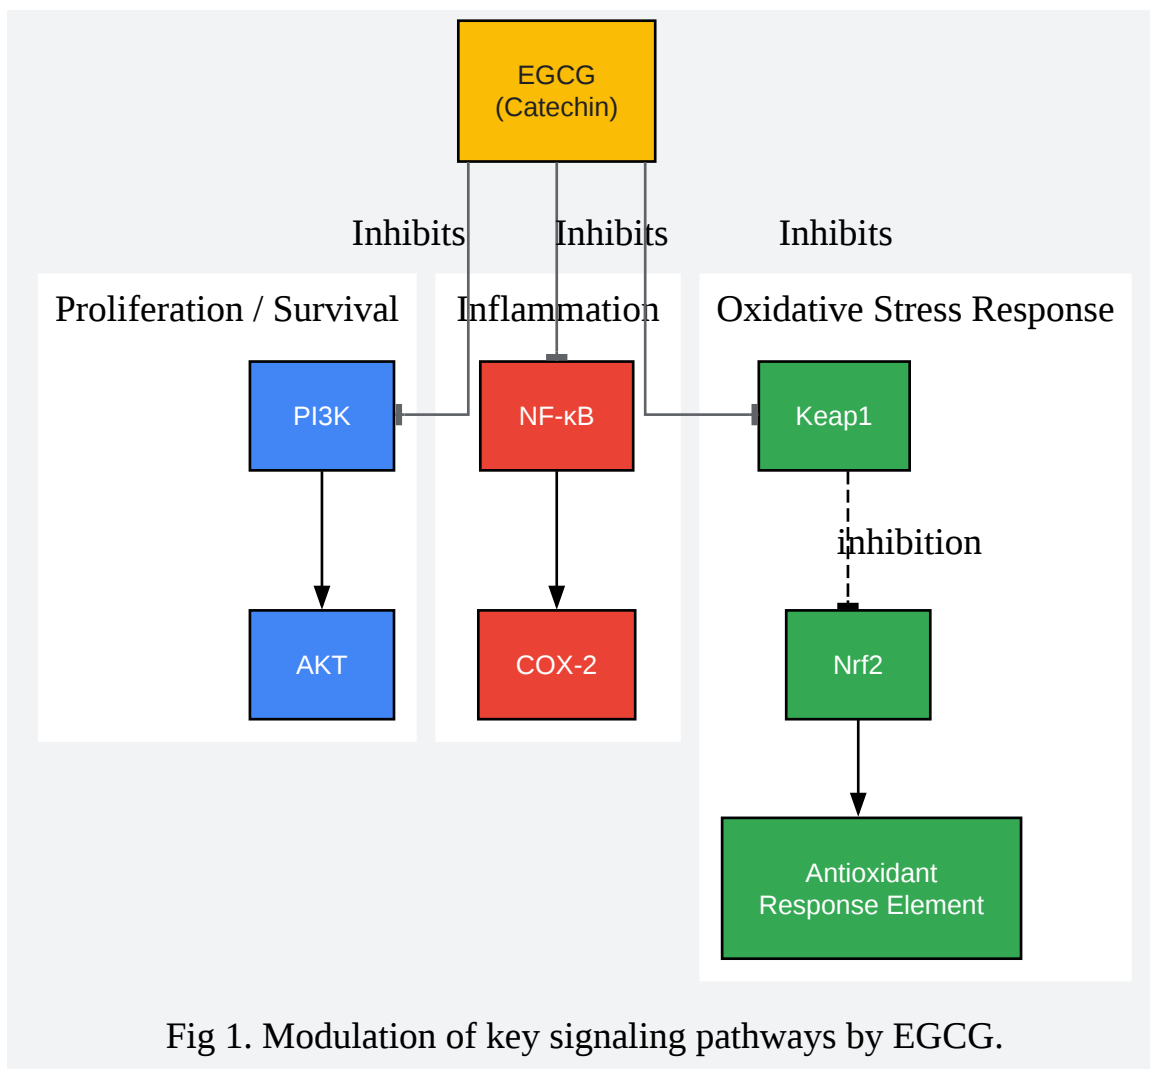 EGCG
(Catechin)
Inhibits
Inhibits
Inhibits
Proliferation / Survival
Inflammation
Oxidative Stress Response
PI3K
NF-κB
Keap1
inhibition
AKT
COX-2
Nrf2
Antioxidant
Response Element
Fig 1. Modulation of key signaling pathways by EGCG.